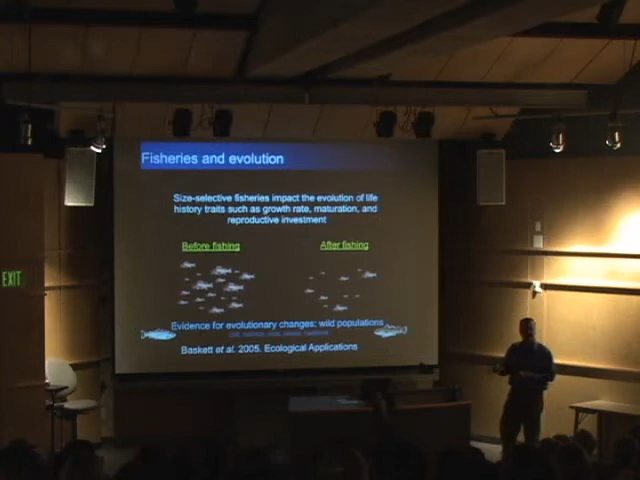 Fisheries and evolution
Size-selective fisheries impact the evolution of life
history traits such as growth rate, maturation, and
reproductive investment
Before fishing
After fishing
Evidence for evolutionary changes: wild populations
Baskett et al. 2005. Ecological Applications
EXIT